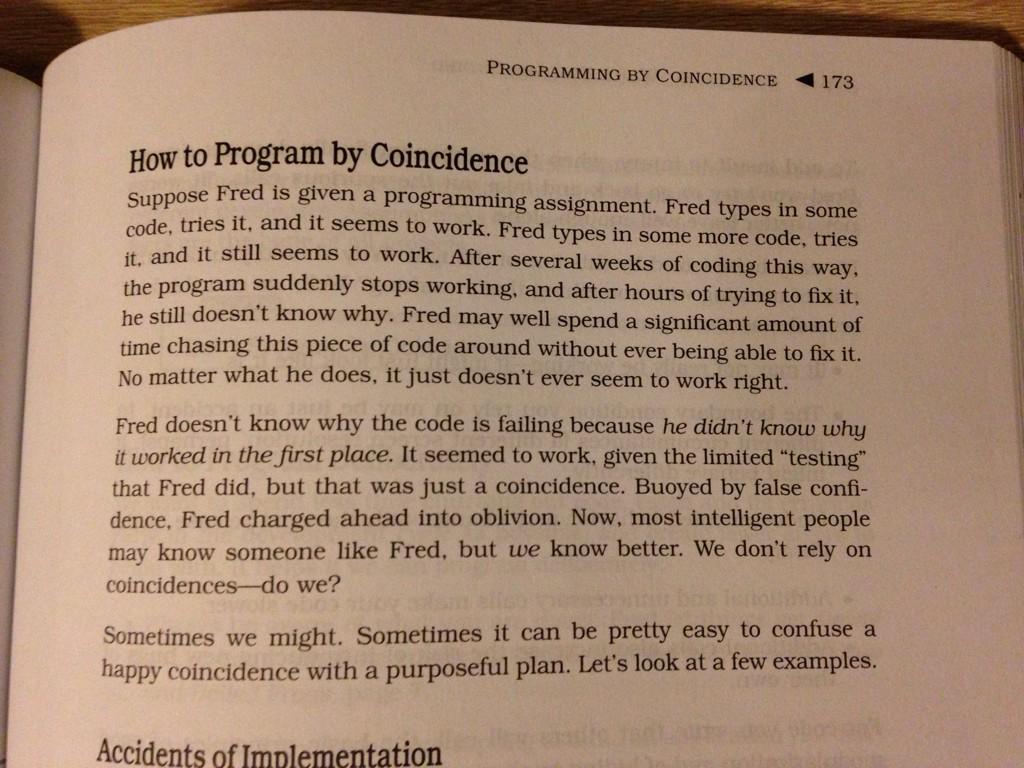 PROGRAMMING BY COINCIDENCE ◀ 173
How to Program by Coincidence
Suppose Fred is given a programming assignment. Fred types in some
code, tries it, and it seems to work. Fred types in some more code, tries
it, and it still seems to work. After several weeks of coding this way,
the program suddenly stops working, and after hours of trying to fix it,
he still doesn't know why. Fred may well spend a significant amount of
time chasing this piece of code around without ever being able to fix it.
No matter what he does, it just doesn't ever seem to work right.
Fred doesn't know why the code is failing because he didn't know why
it worked in the first place. It seemed to work, given the limited “testing”
that Fred did, but that was just a coincidence. Buoyed by false confi-
dence, Fred charged ahead into oblivion. Now, most intelligent people
may know someone like Fred, but we know better. We don't rely on
coincidences—do we?
Sometimes we might. Sometimes it can be pretty easy to confuse a
happy coincidence with a purposeful plan. Let's look at a few examples.
Accidents of Implementation